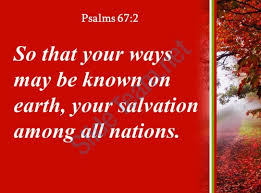 Psalms 67:2
So that your ways
may be known on
earth, your salvation
among all nations.